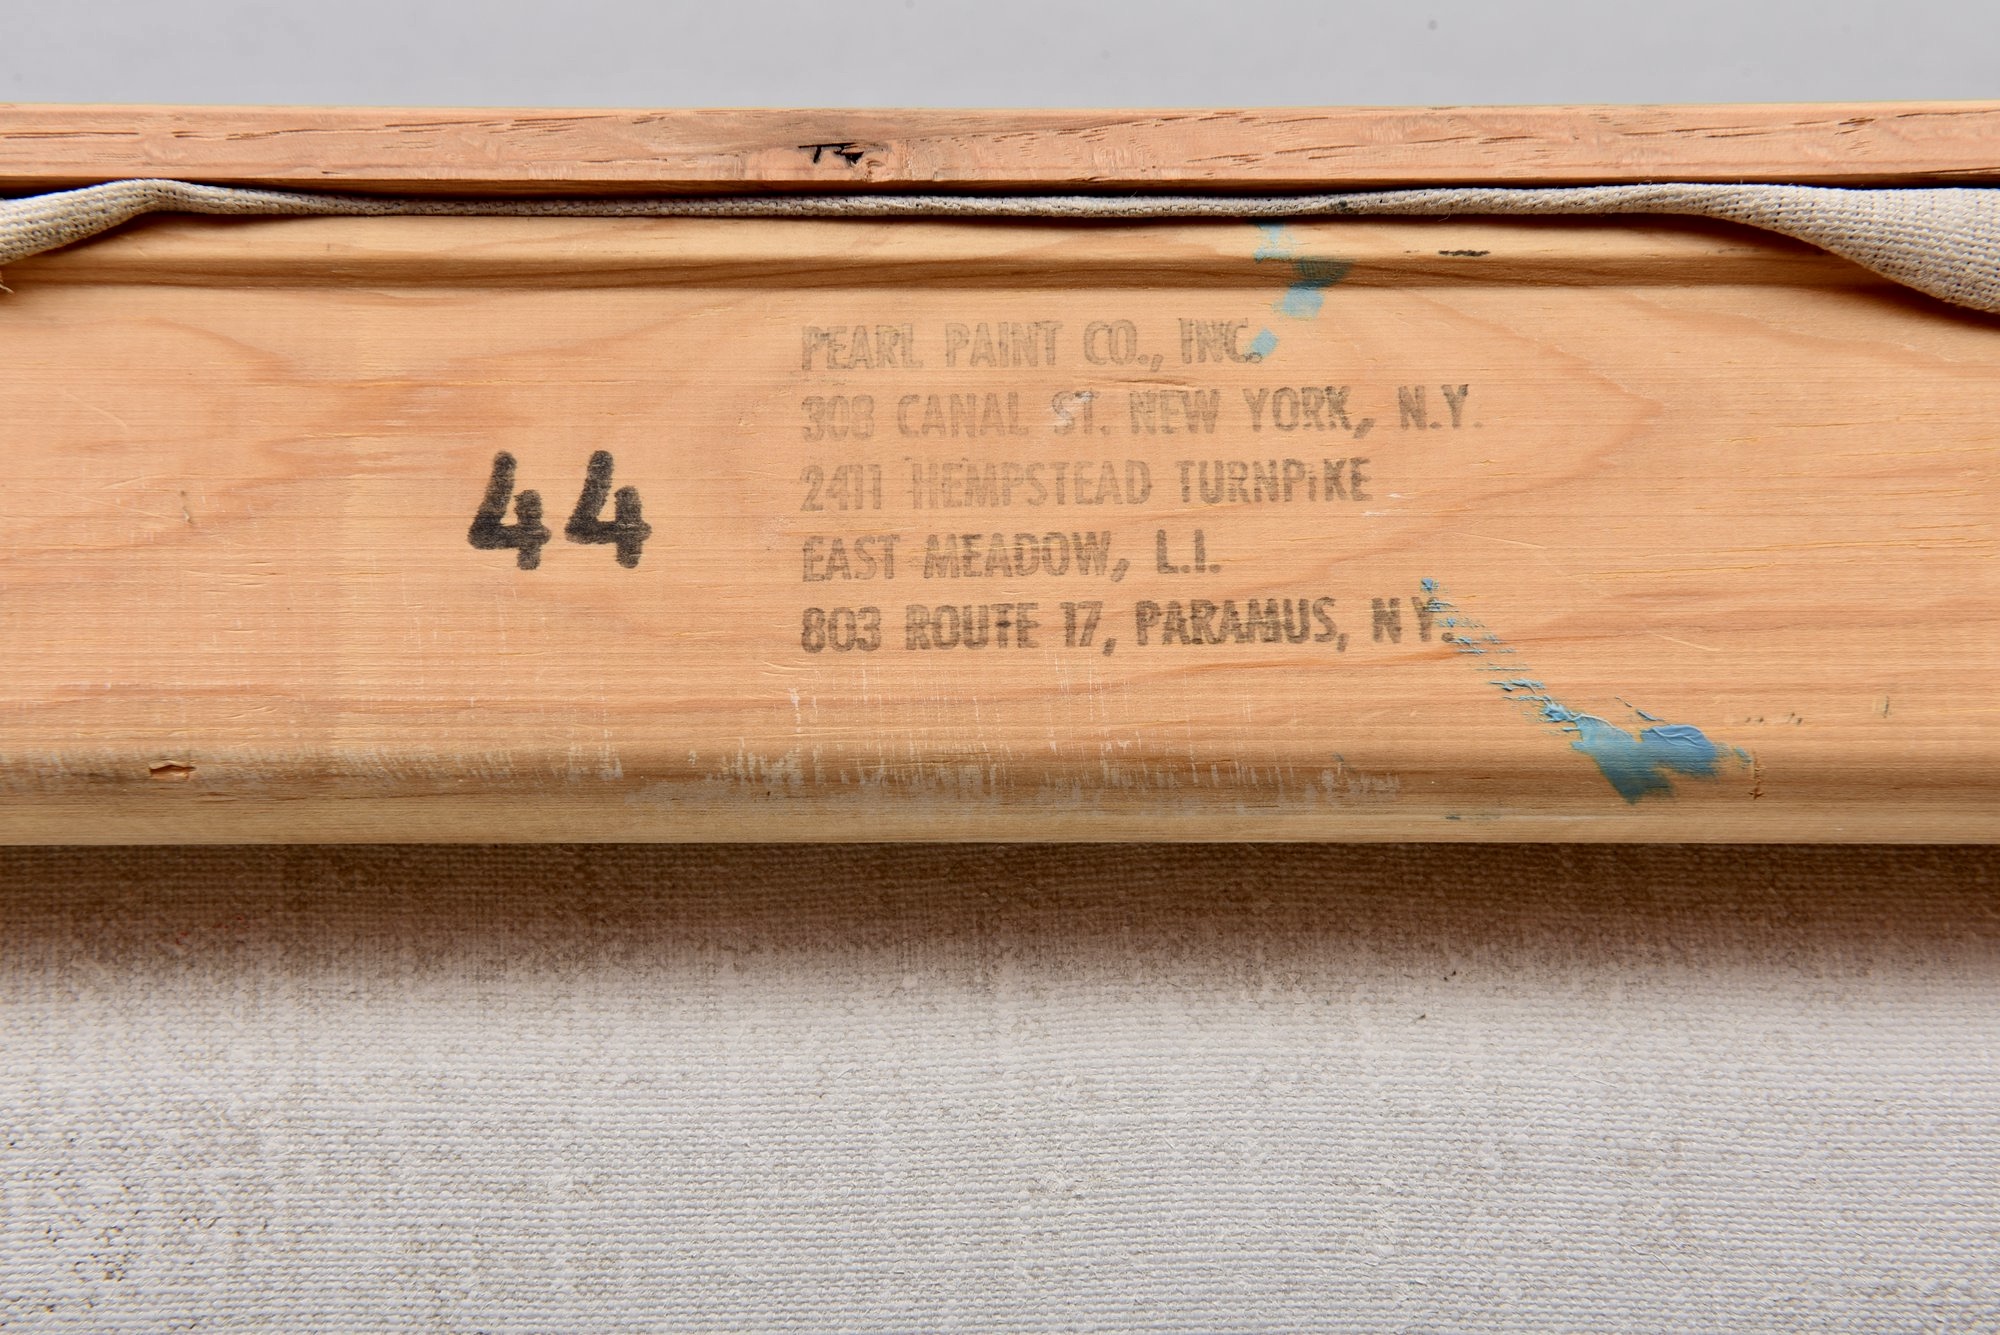 44
PEARL PAINT CO., INC.
308 CANAL ST. NEW YORK, N.Y.
2411 HEMPSTEAD TURNPIKE
EAST MEADOW, L.I.
803 ROUTE 17, PARAMUS, N Y.